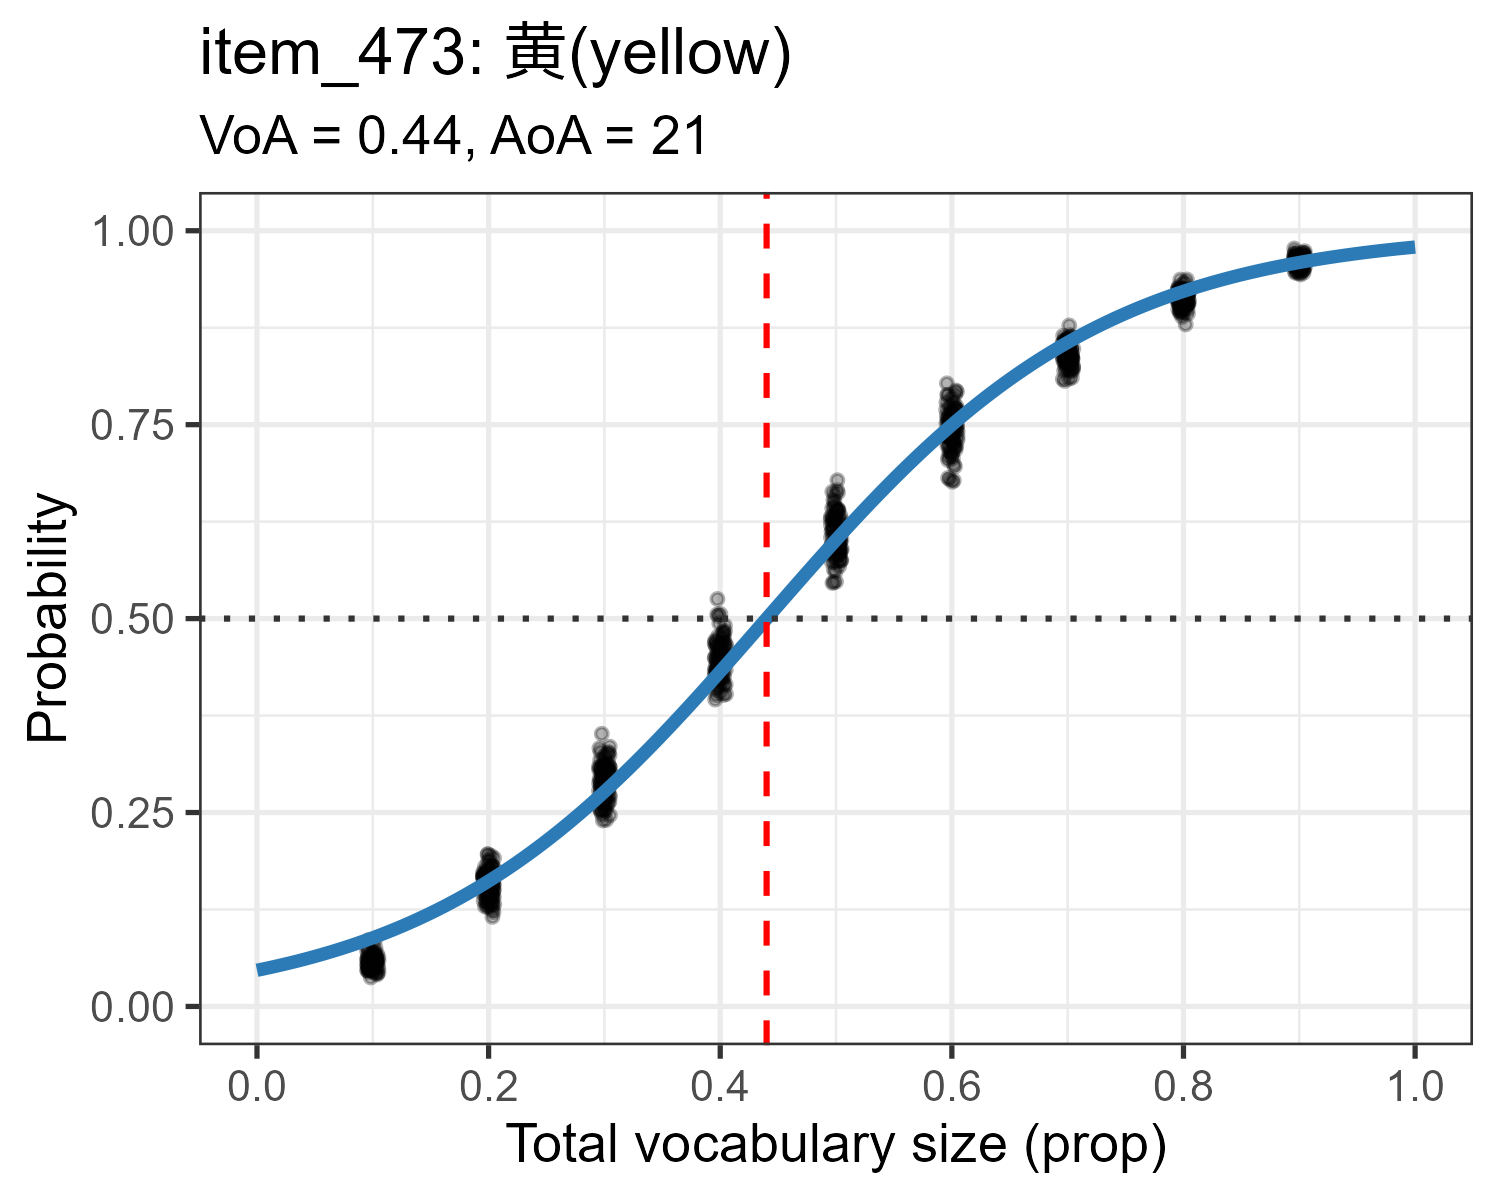 item_473: 黄(yellow)
VoA = 0.44, AoA = 21
1.00
0.75
0.50
0.25
0.00
Probability
0.0 0.2 0.4 0.6 0.8 1.0
Total vocabulary size (prop)